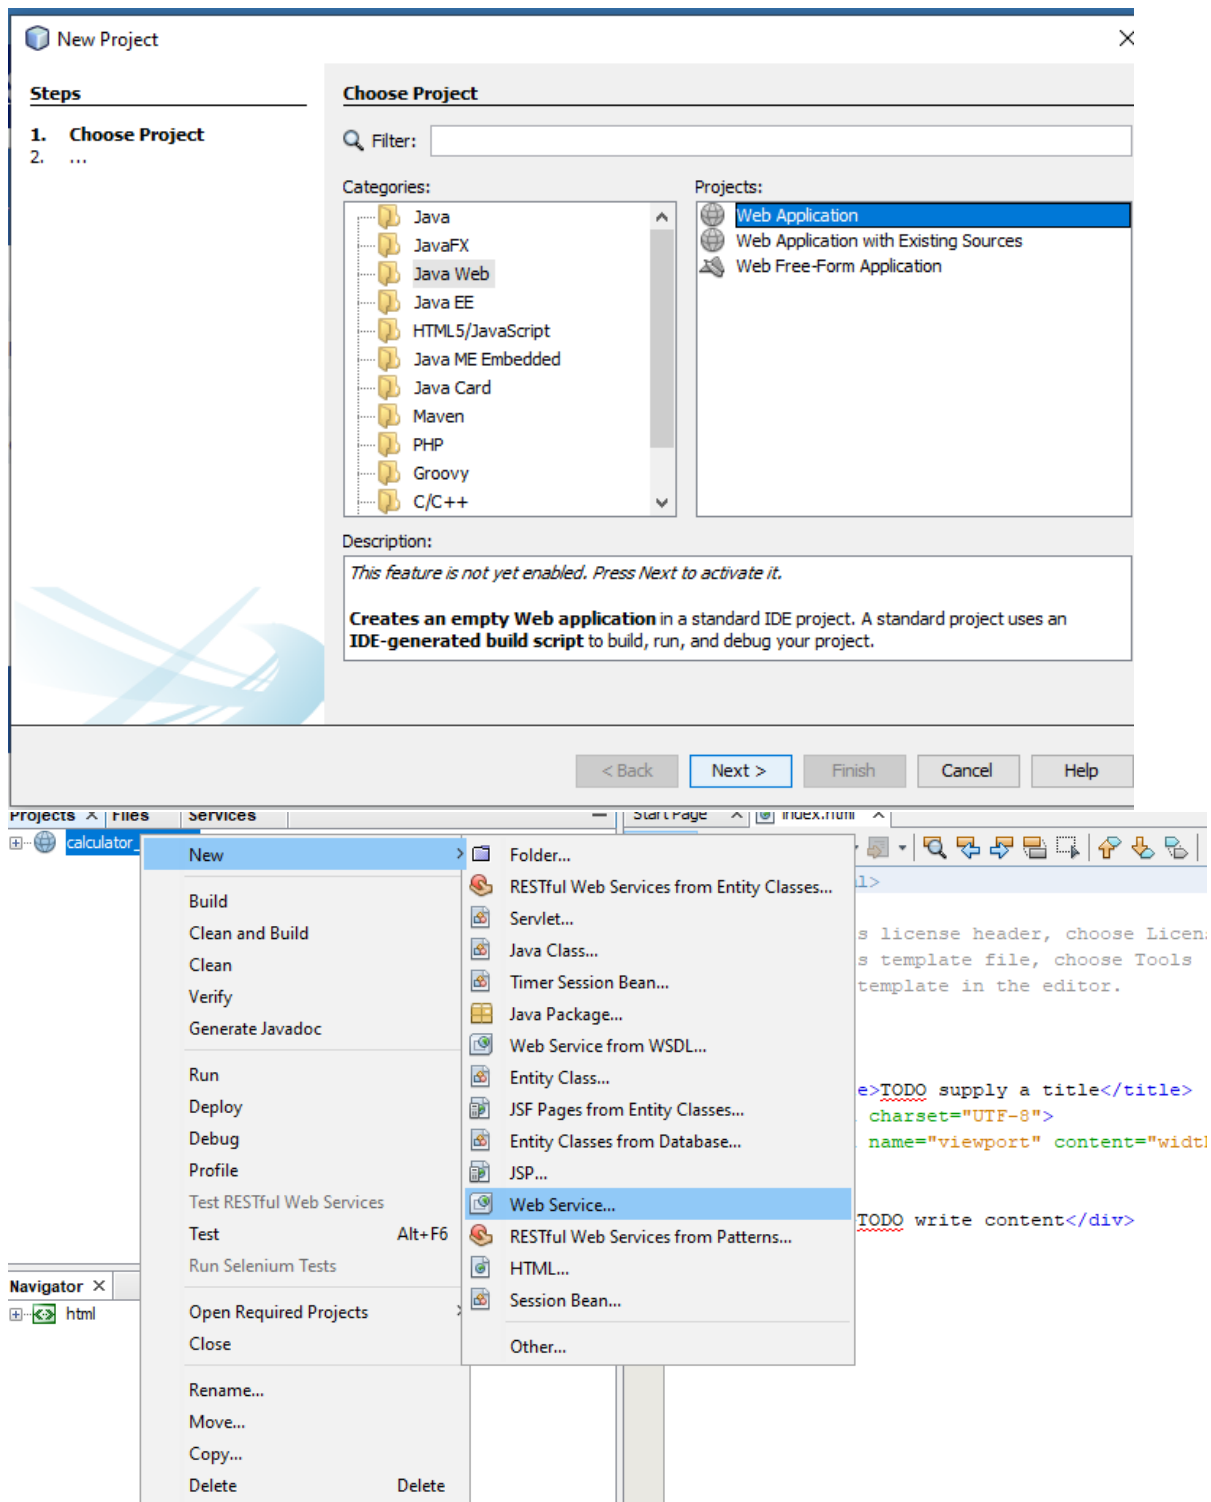 New Project
Steps
1. Choose Project
2. ...
Choose Project
Filter:
Categories:
Java
JavaFX
Java Web
Java EE
HTML5/JavaScript
Java ME Embedded
Java Card
Maven
PHP
Groovy
C/C++
Projects:
Web Application
Web Application with Existing Sources
Web Free-Form Application
Description:
This feature is not yet enabled. Press Next to activate it.
Creates an empty Web application in a standard IDE project. A standard project uses an
IDE-generated build script to build, run, and debug your project.
< Back Next > Finish Cancel Help
Projects Files Services
calculator_
New
Build
Clean and Build
Clean
Verify
Generate Javadoc
Run
Deploy
Debug
Profile
Test RESTful Web Services
Test Alt+F6
Run Selenium Tests
Open Required Projects
Close
Rename...
Move...
Copy...
Delete Delete
Folder...
RESTful Web Services from Entity Classes...
Servlet...
Java Class...
Timer Session Bean...
Java Package...
Web Service from WSDL...
Entity Class...
JSF Pages from Entity Classes...
Entity Classes from Database...
JSP...
Web Service...
RESTful Web Services from Patterns...
HTML...
Session Bean...
Other...
Start Page index.html
l>
s license header, choose Licen
s template file, choose Tools
template in the editor.
e>TODO supply a title</title>
charset="UTF-8">
name="viewport" content="widt
TODO write content</div>
Navigator
html